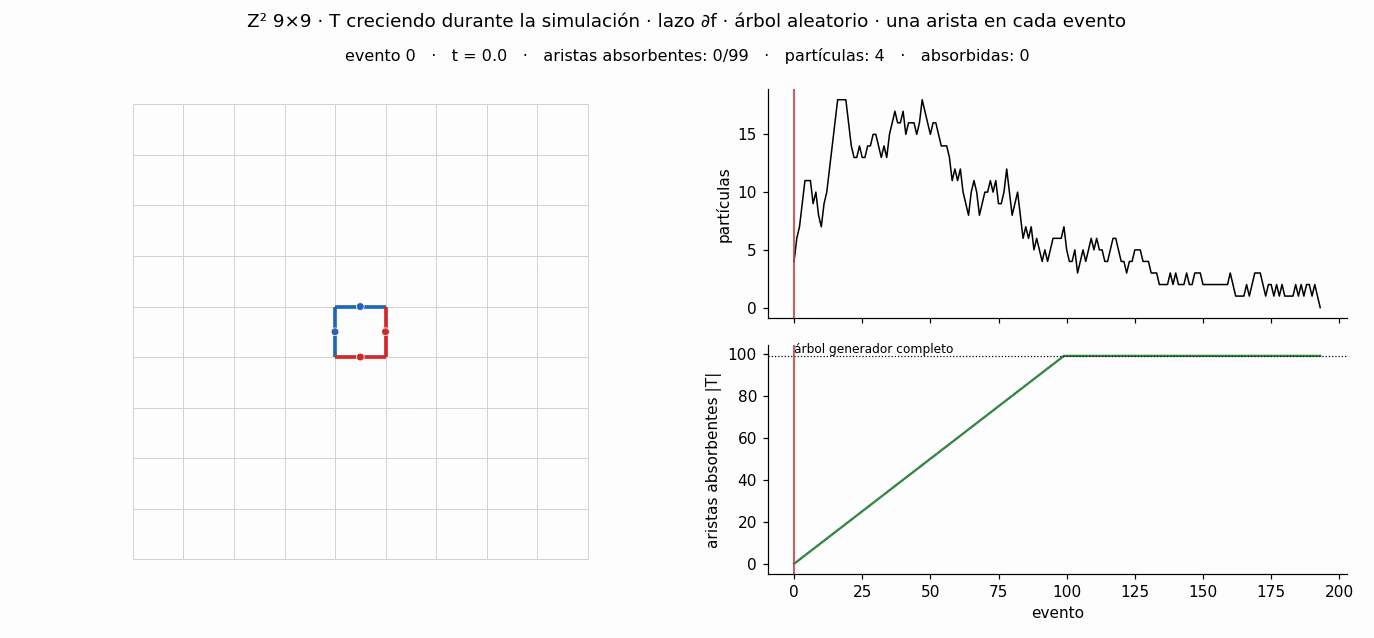 Z² 9×9 · T creciendo durante la simulación · lazo ∂f · árbol aleatorio · una arista en cada evento
evento 0 · t = 0.0 · aristas absorbentes: 0/99 · partículas: 4 · absorbidas: 0
partículas
15
10
5
0
árbol generador completo
aristas absorbentes |T|
100
80
60
40
20
0
0 25 50 75 100 125 150 175 200
evento